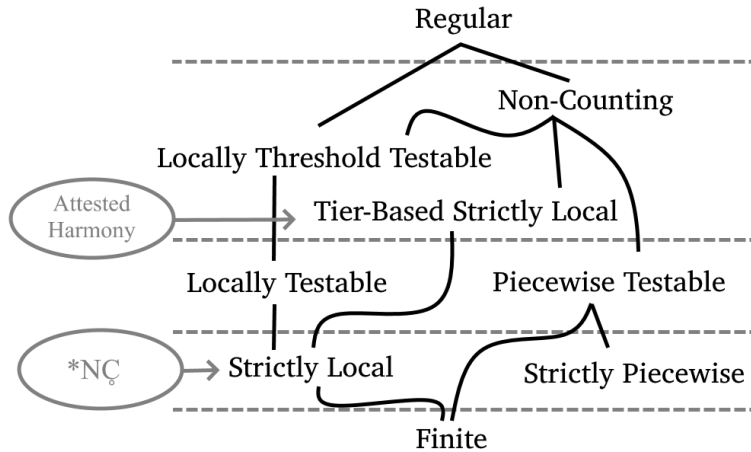 Regular
Non-Counting
Locally Threshold Testable
Attested
Harmony
Tier-Based Strictly Local
Locally Testable
Piecewise Testable
*NC̥
Strictly Local
Strictly Piecewise
Finite